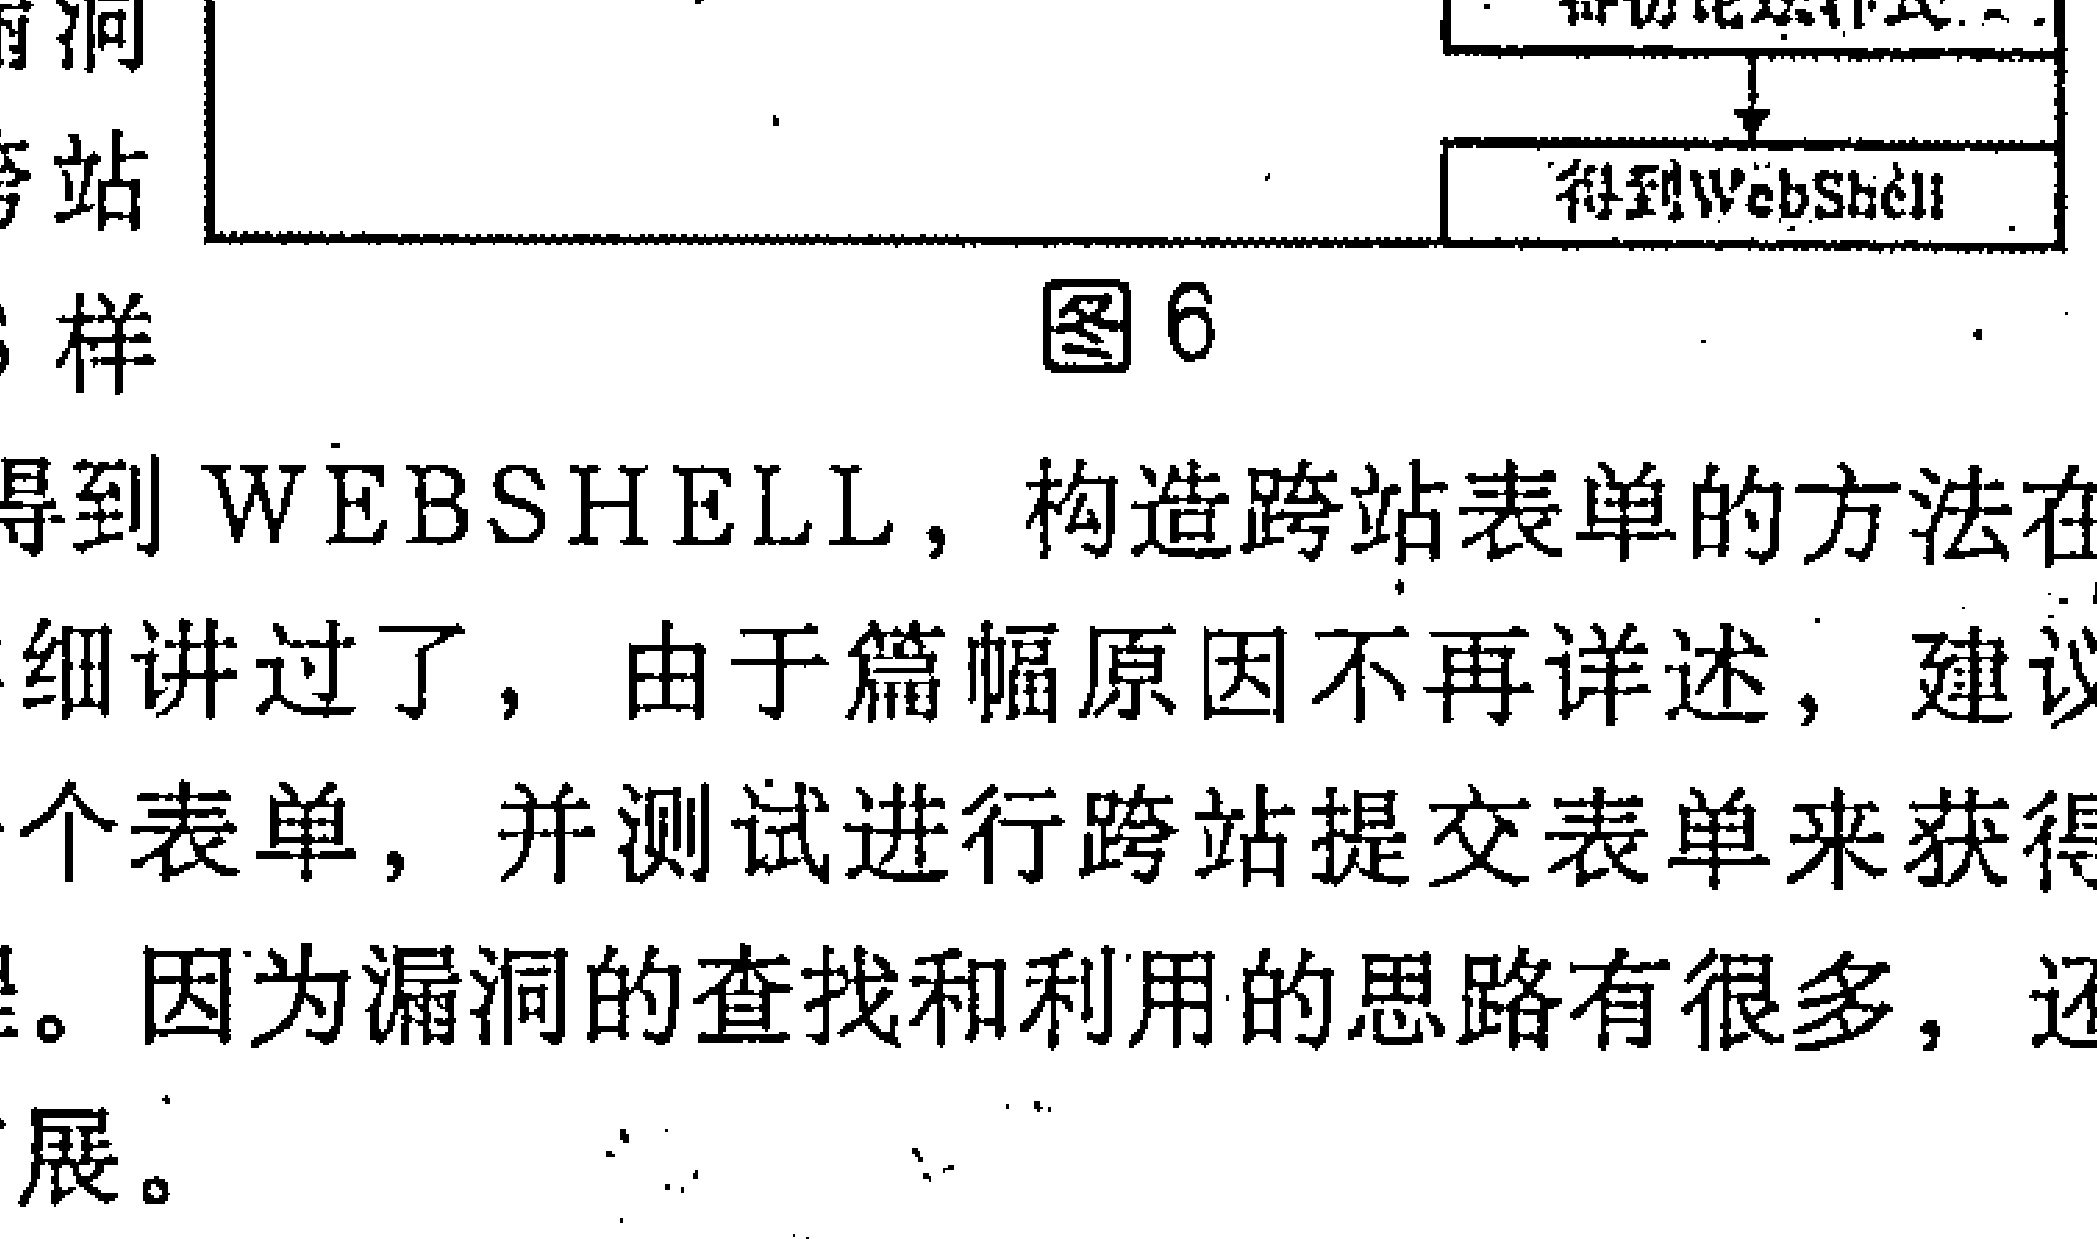 漏洞
跨站
得到WebShell
图6
样
得到WEBSHELL，构造跨站表单的方法在
细讲过了，由于篇幅原因不再详述，建议
个表单，并测试进行跨站提交表单来获得
。因为漏洞的查找和利用的思路有很多，还
展。